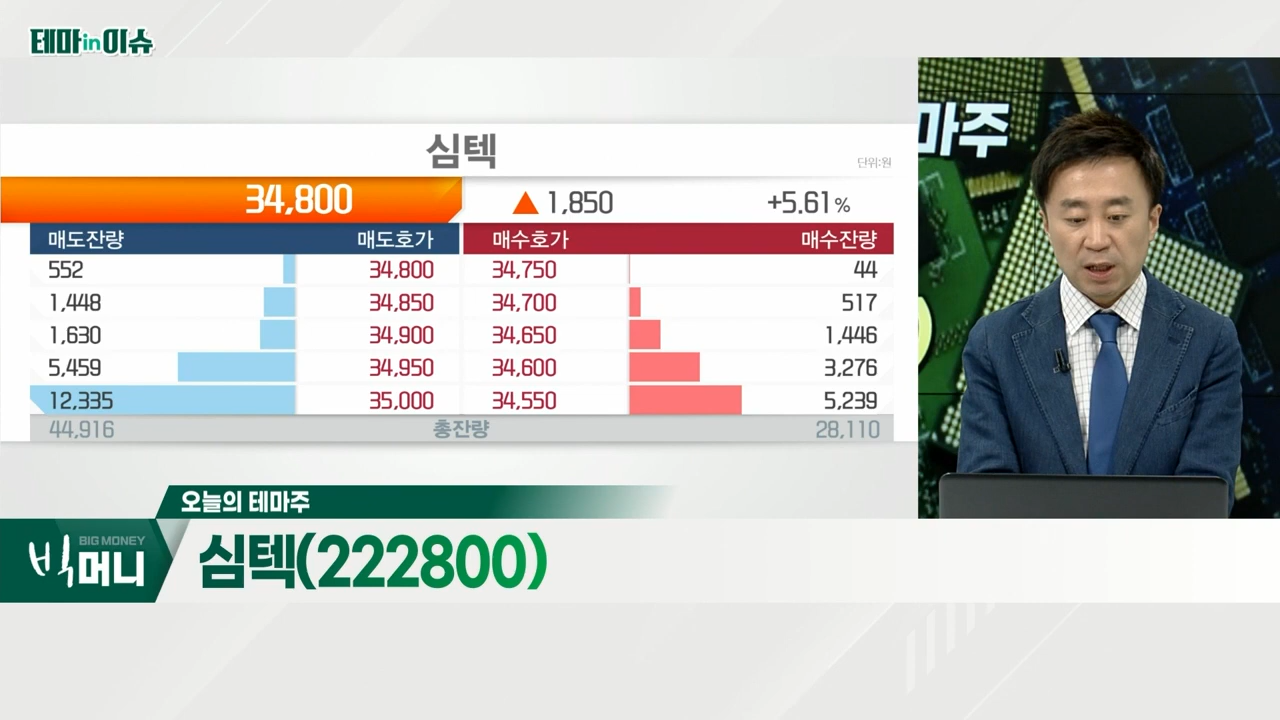 테마in이슈
마주
심텍
단위:원
34,800 ▲ 1,850 +5.61%
매도잔량 매도호가 매수호가 매수잔량
552 34,800 34,750 44
1,448 34,850 34,700 517
1,630 34,900 34,650 1,446
5,459 34,950 34,600 3,276
12,335 35,000 34,550 5,239
44,916 총잔량 28,110
오늘의 테마주
BIG MONEY
빅머니
심텍(222800)